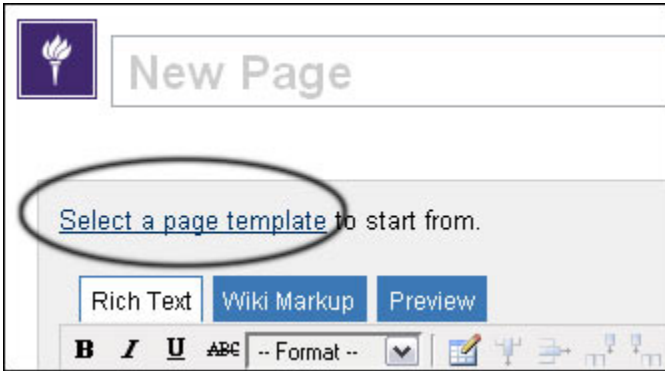 New Page
Select a page template to start from.
Rich Text Wiki Markup Preview
B I U ABC -- Format --